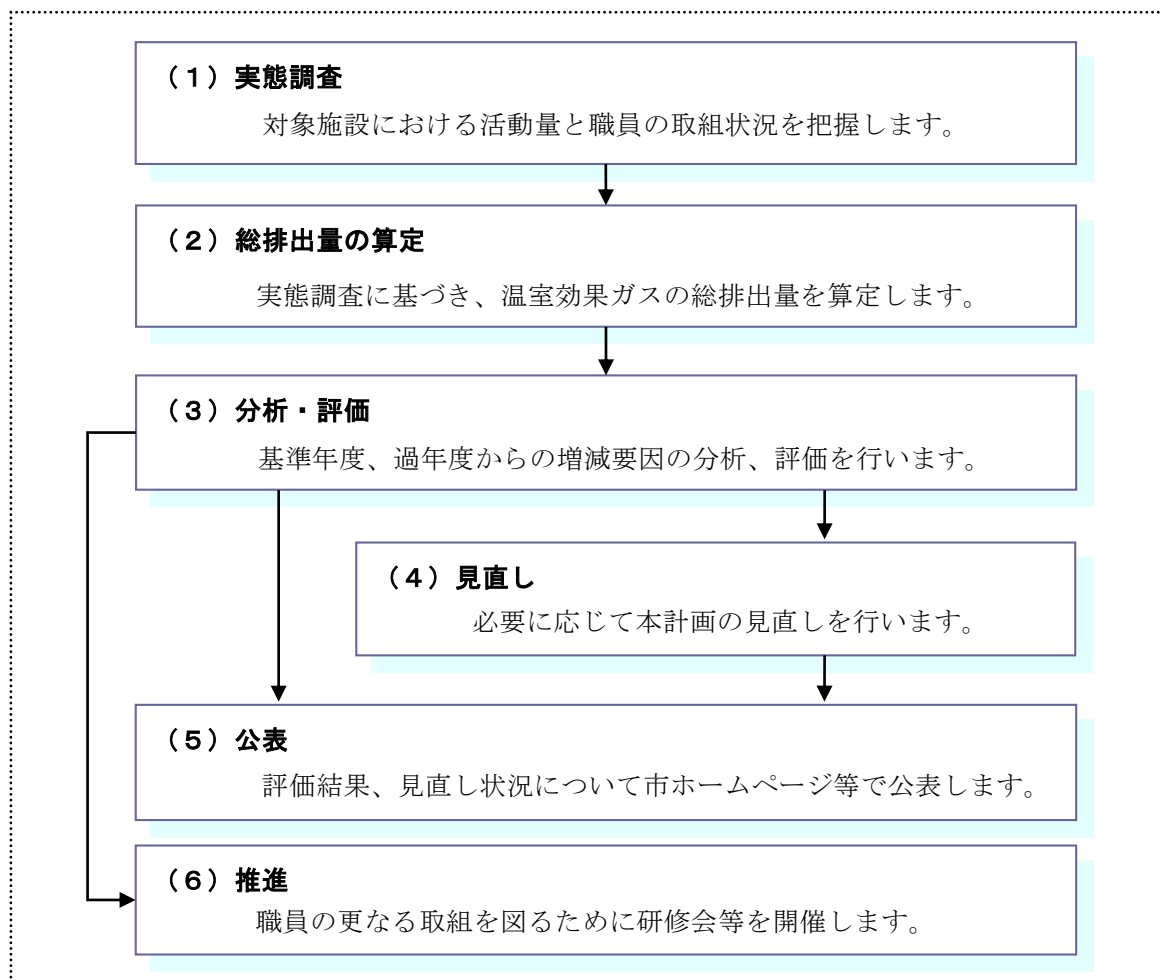 （１）実態調査
対象施設における活動量と職員の取組状況を把握します。
（２）総排出量の算定
実態調査に基づき、温室効果ガスの総排出量を算定します。
（３）分析・評価
基準年度、過年度からの増減要因の分析、評価を行います。
（４）見直し
必要に応じて本計画の見直しを行います。
（５）公表
評価結果、見直し状況について市ホームページ等で公表します。
（６）推進
職員の更なる取組を図るために研修会等を開催します。